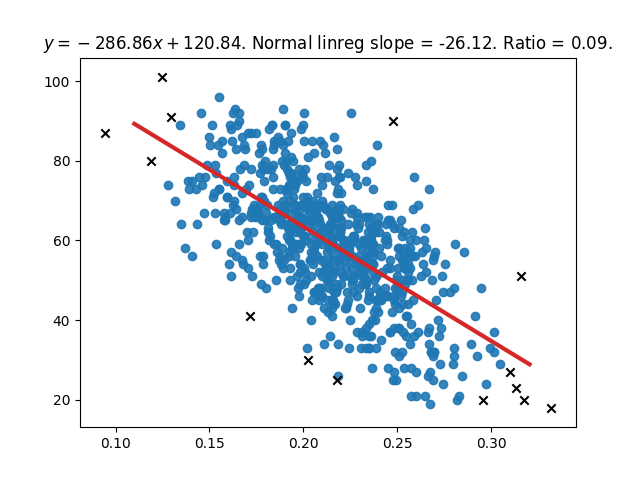 y = − 286.86x + 120.84. Normal linreg slope = -26.12. Ratio = 0.09.
100
80
60
40
20
0.10 0.15 0.20 0.25 0.30